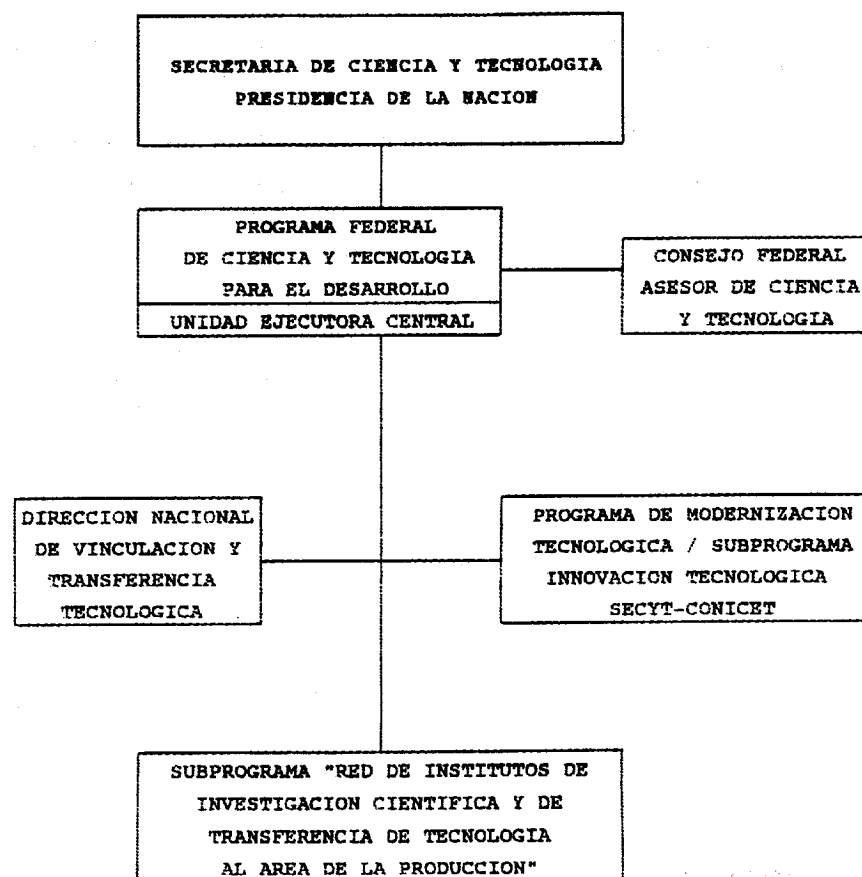 SECRETARIA DE CIENCIA Y TECNOLOGIA
PRESIDENCIA DE LA NACION
PROGRAMA FEDERAL
DE CIENCIA Y TECNOLOGIA
PARA EL DESARROLLO
UNIDAD EJECUTORA CENTRAL
CONSEJO FEDERAL
ASESOR DE CIENCIA
Y TECNOLOGIA
DIRECCION NACIONAL
DE VINCULACION Y
TRANSFERENCIA
TECNOLOGICA
PROGRAMA DE MODERNIZACION
TECNOLOGICA / SUBPROGRAMA
INNOVACION TECNOLOGICA
SECYT-CONICET
SUBPROGRAMA "RED DE INSTITUTOS DE
INVESTIGACION CIENTIFICA Y DE
TRANSFERENCIA DE TECNOLOGIA
AL AREA DE LA PRODUCCION"